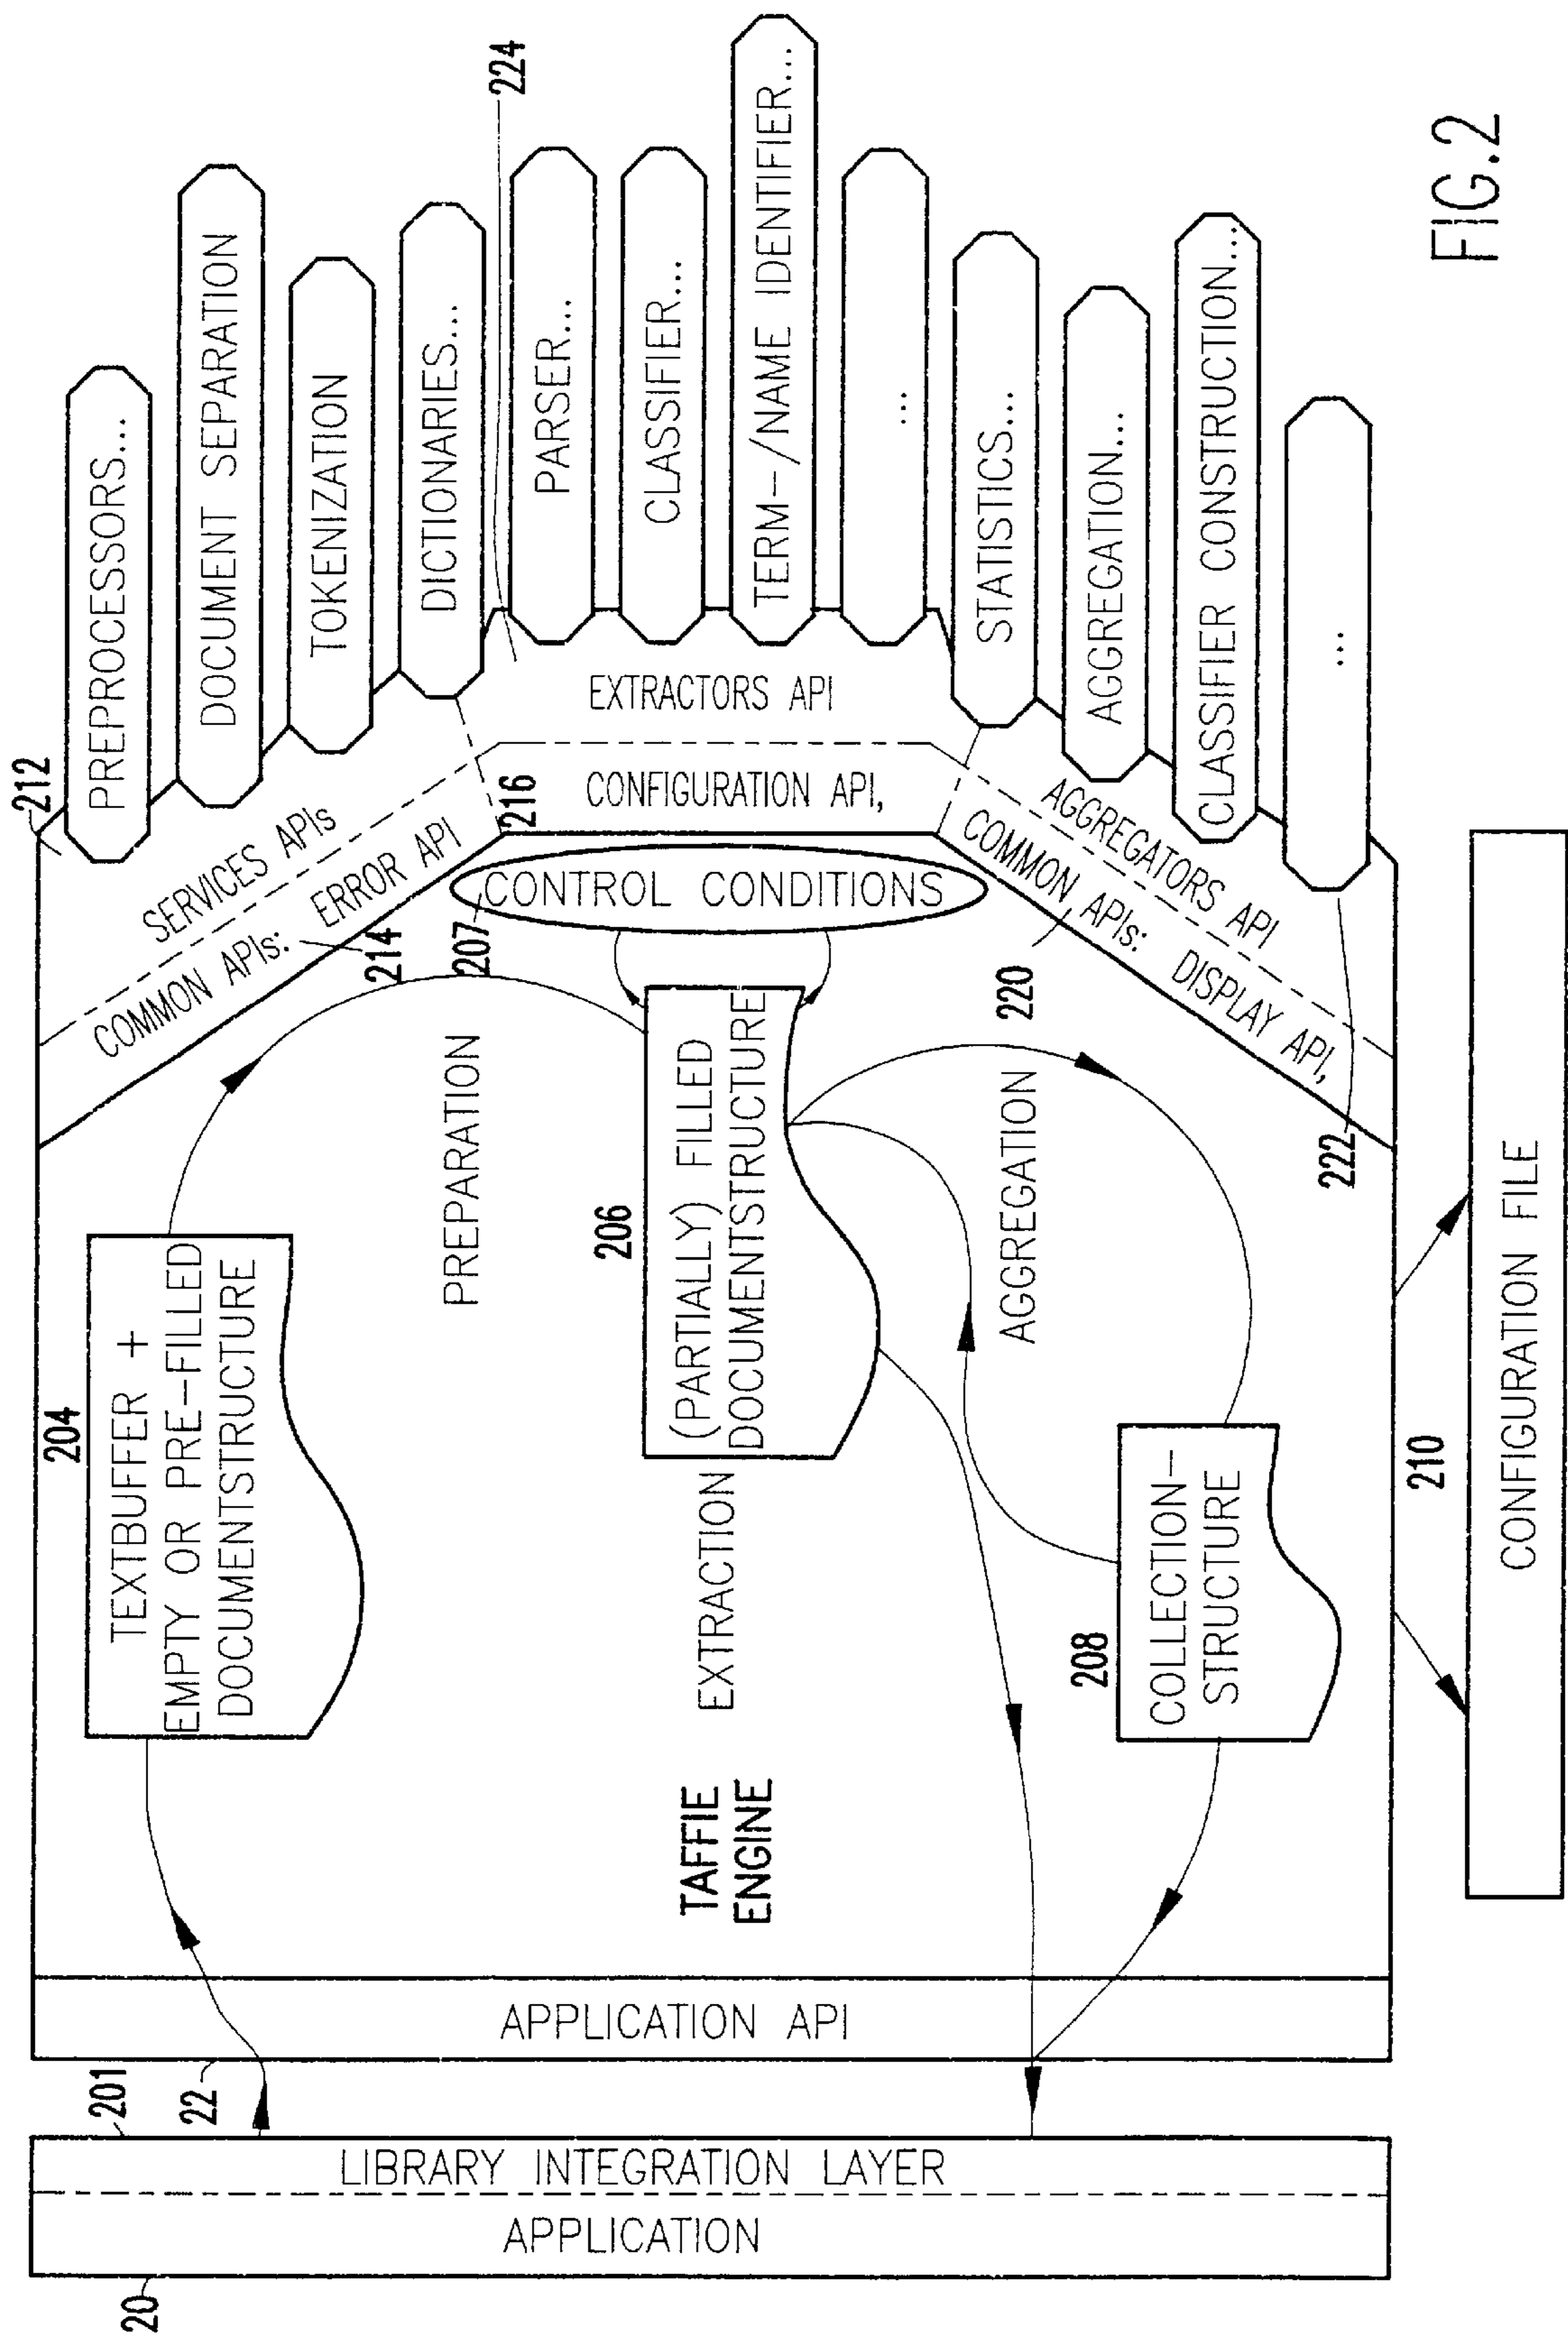 212
PREPROCESSORS...
DOCUMENT SEPARATION
TOKENIZATION
DICTIONARIES....
224
PARSER...
CLASSIFIER...
TERM-/NAME IDENTIFIER...
...
STATISTICS...
AGGREGATION....
CLASSIFIER CONSTRUCTION...
...
SERVICES APIs
COMMON APIs: ERROR API
214
EXTRACTORS API
216
CONFIGURATION API,
AGGREGATORS API
COMMON APIs: DISPLAY API,
220
222
207
CONTROL CONDITIONS
204
TEXTBUFFER +
EMPTY OR PRE-FILLED
DOCUMENTSTRUCTURE
PREPARATION
206
(PARTIALLY) FILLED
DOCUMENTSTRUCTURE
EXTRACTION
AGGREGATION
208
COLLECTION-
STRUCTURE
TAFFIE
ENGINE
22
APPLICATION API
201
LIBRARY INTEGRATION LAYER
APPLICATION
20
210
CONFIGURATION FILE
FIG.2